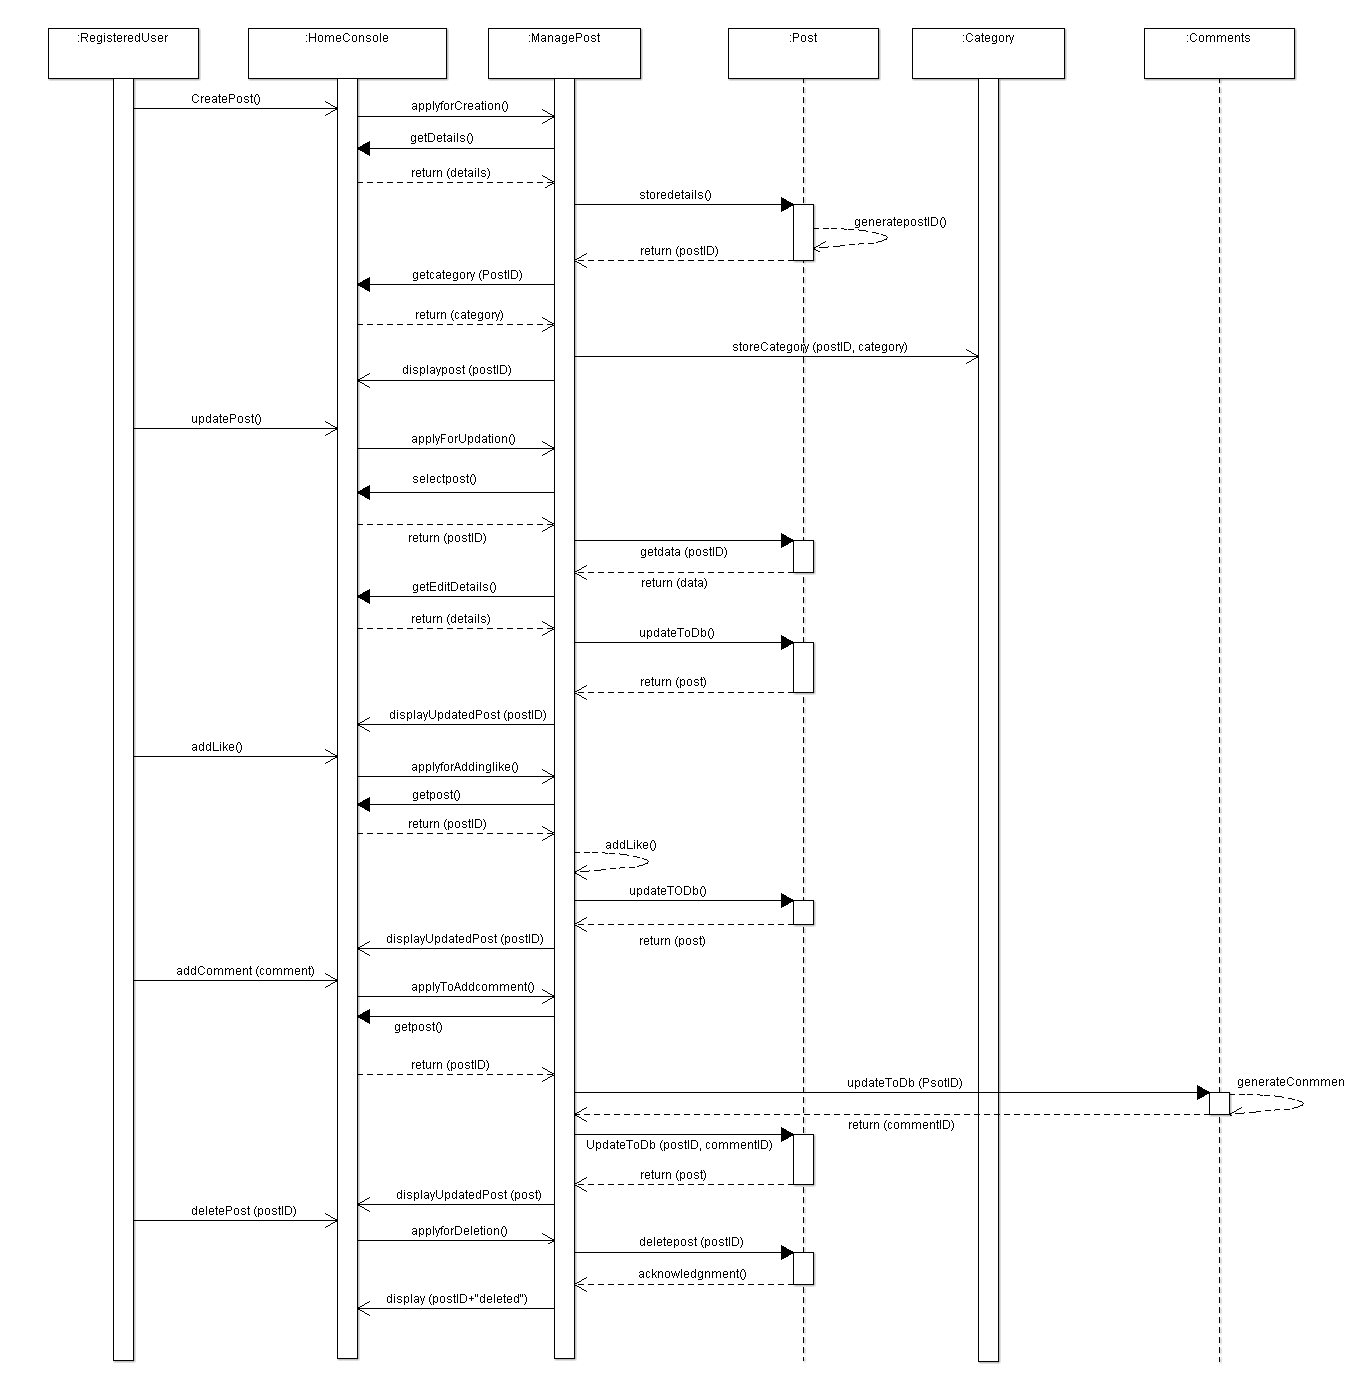 :RegisteredUser
:HomeConsole
:ManagePost
:Post
:Category
:Comments
CreatePost()
applyforCreation()
getDetails()
return (details)
storedetails()
generatepostID()
return (postID)
getcategory (PostID)
return (category)
storeCategory (postID, category)
displaypost (postID)
updatePost()
applyForUpdation()
selectpost()
return (postID)
getdata (postID)
return (data)
getEditDetails()
return (details)
updateToDb()
return (post)
displayUpdatedPost (postID)
addLike()
applyforAddinglike()
getpost()
return (postID)
addLike()
updateTODb()
return (post)
displayUpdatedPost (postID)
addComment (comment)
applyToAddcomment()
getpost()
return (postID)
updateToDb (PsotID)
generateConmmen
return (commentID)
UpdateToDb (postID, commentID)
return (post)
displayUpdatedPost (post)
deletePost (postID)
applyforDeletion()
deletepost (postID)
acknowledgnment()
display (postID+"deleted")